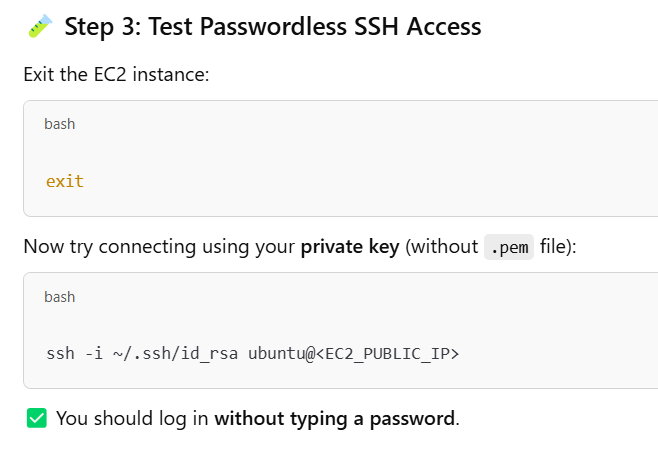 Step 3: Test Passwordless SSH Access
Exit the EC2 instance:
bash
exit
Now try connecting using your private key (without .pem file):
bash
ssh -i ~/.ssh/id_rsa ubuntu@<EC2_PUBLIC_IP>
You should log in without typing a password.